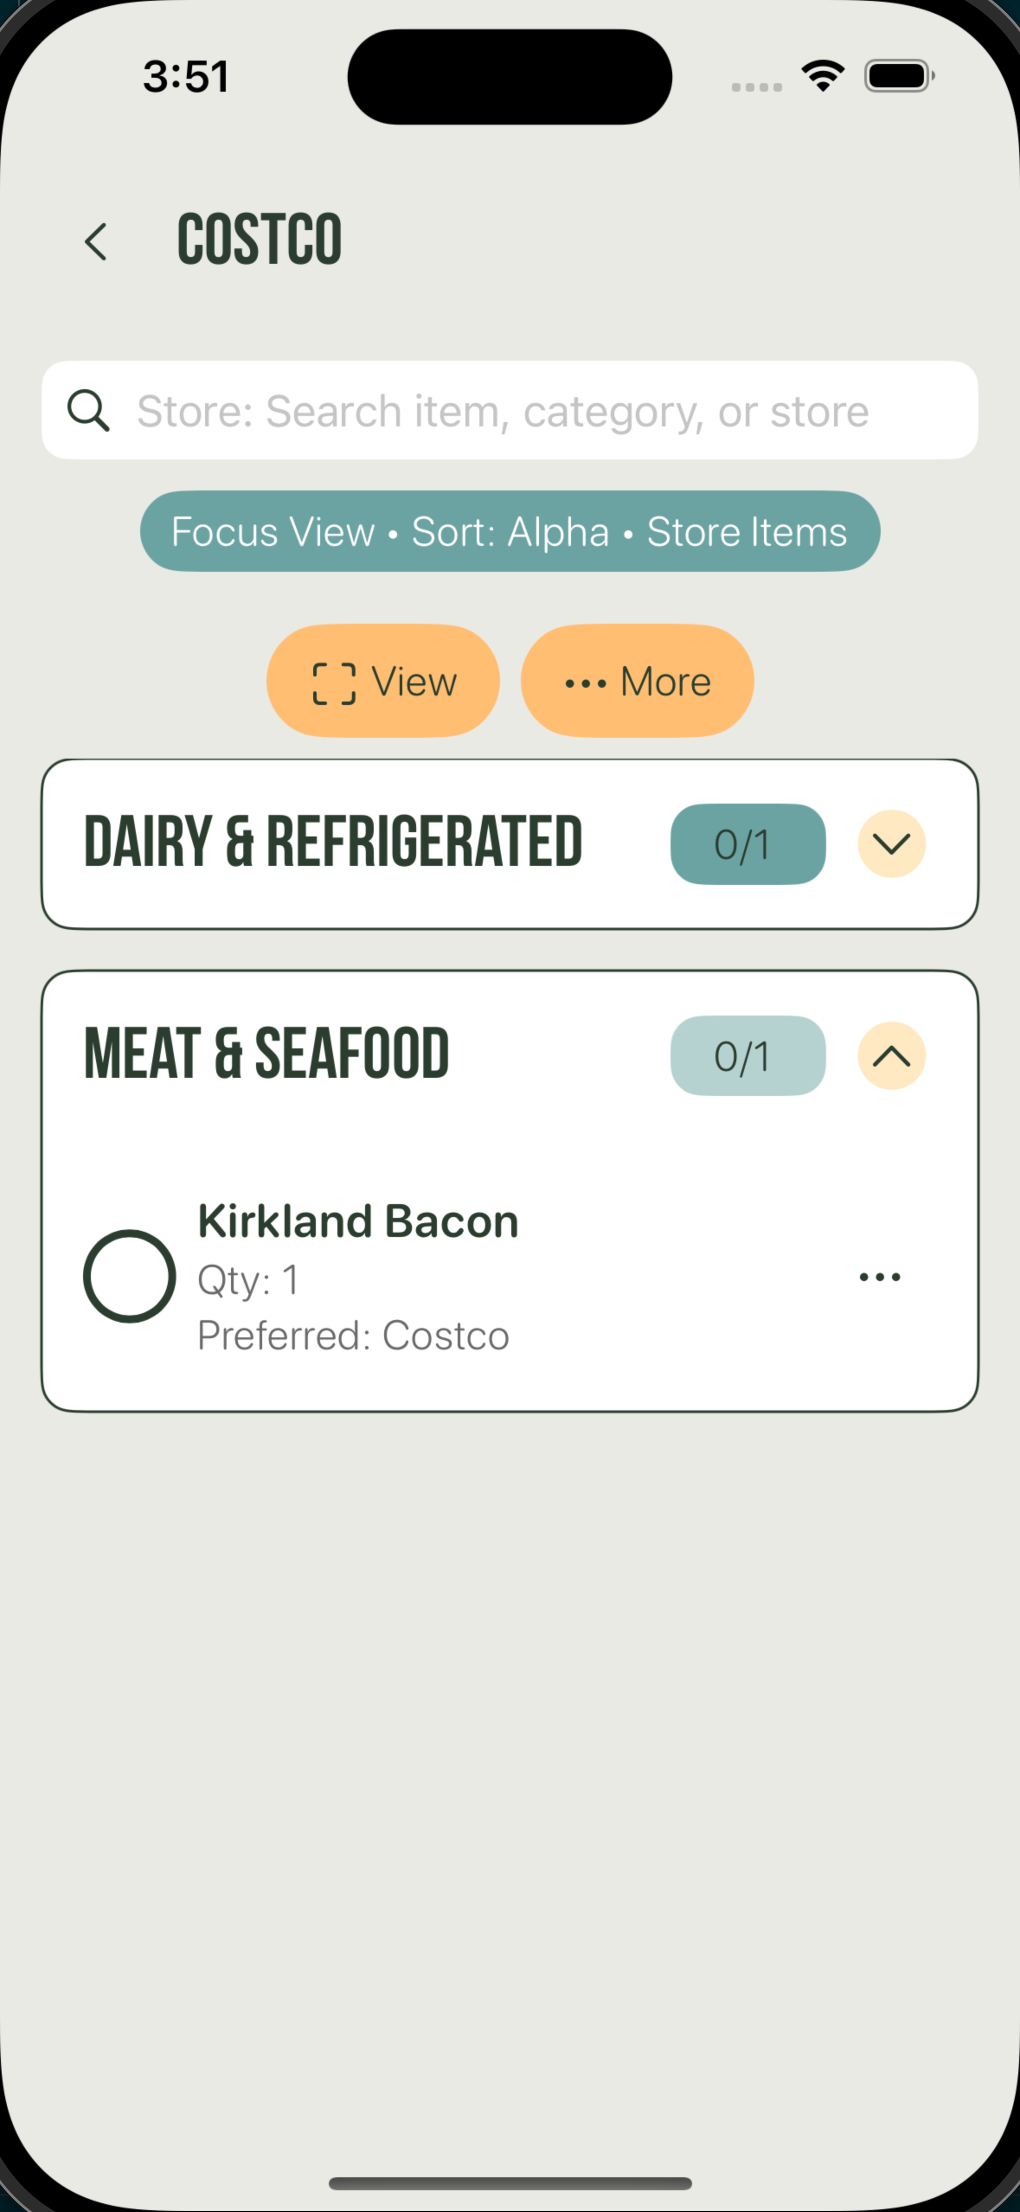 3:51
COSTCO
Store: Search item, category, or store
Focus View • Sort: Alpha • Store Items
View
••• More
DAIRY & REFRIGERATED 0/1
MEAT & SEAFOOD 0/1
Kirkland Bacon
Qty: 1
Preferred: Costco